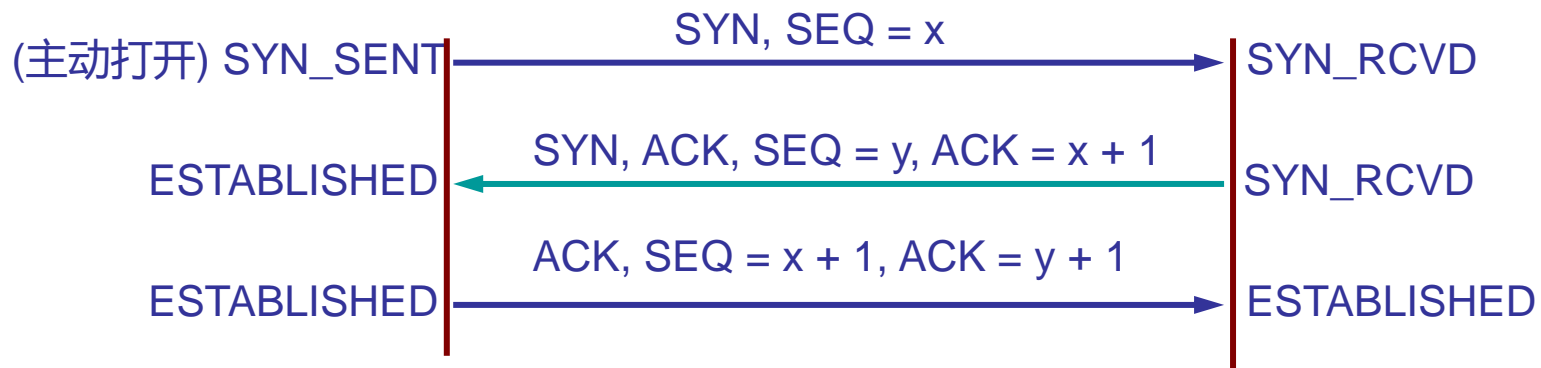 SYN, SEQ = x
(主动打开) SYN_SENT
SYN_RCVD
SYN, ACK, SEQ = y, ACK = x + 1
ESTABLISHED
SYN_RCVD
ACK, SEQ = x + 1, ACK = y + 1
ESTABLISHED
ESTABLISHED